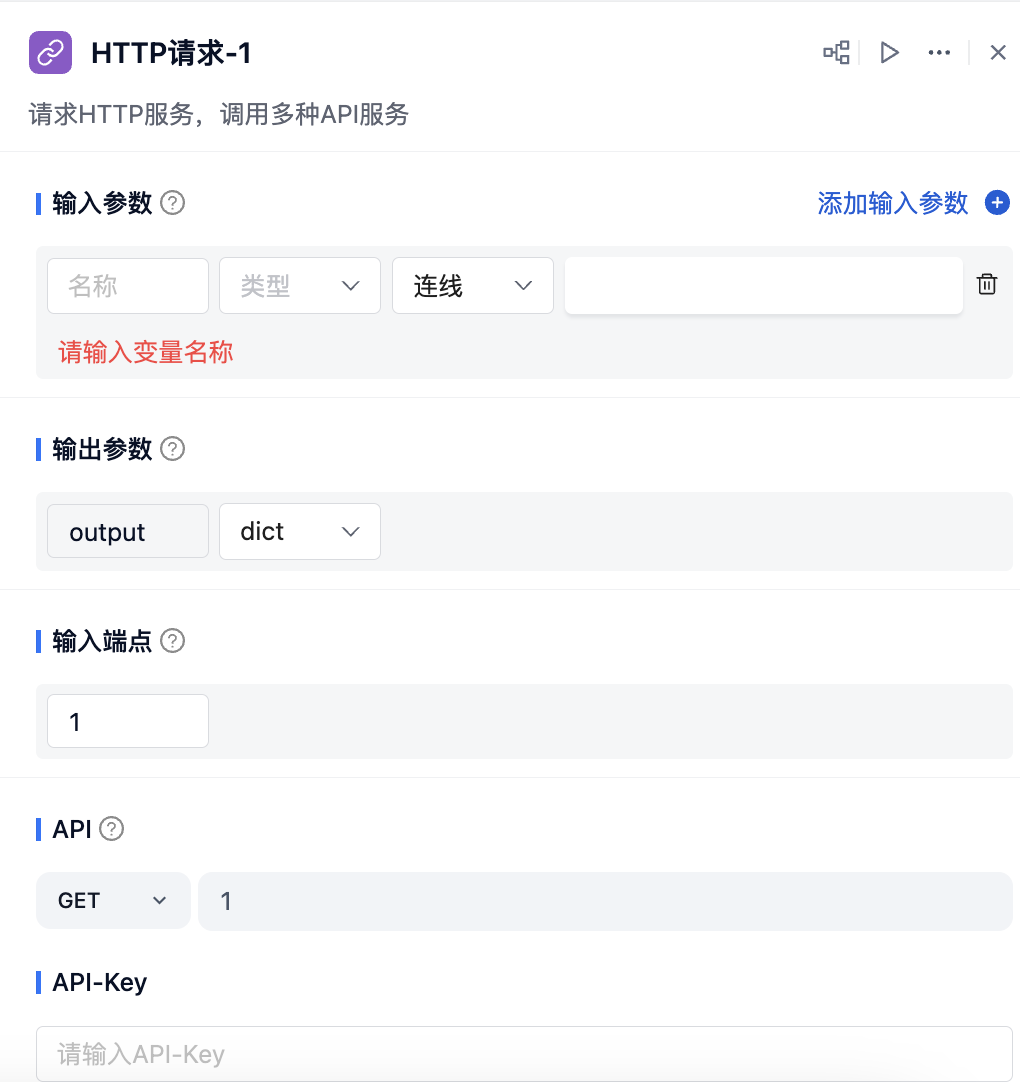 HTTP请求-1
请求HTTP服务，调用多种API服务
输入参数 ? 添加输入参数
名称 类型 连线
请输入变量名称
输出参数 ?
output dict
输入端点 ?
1
API ?
GET 1
API-Key
请输入API-Key